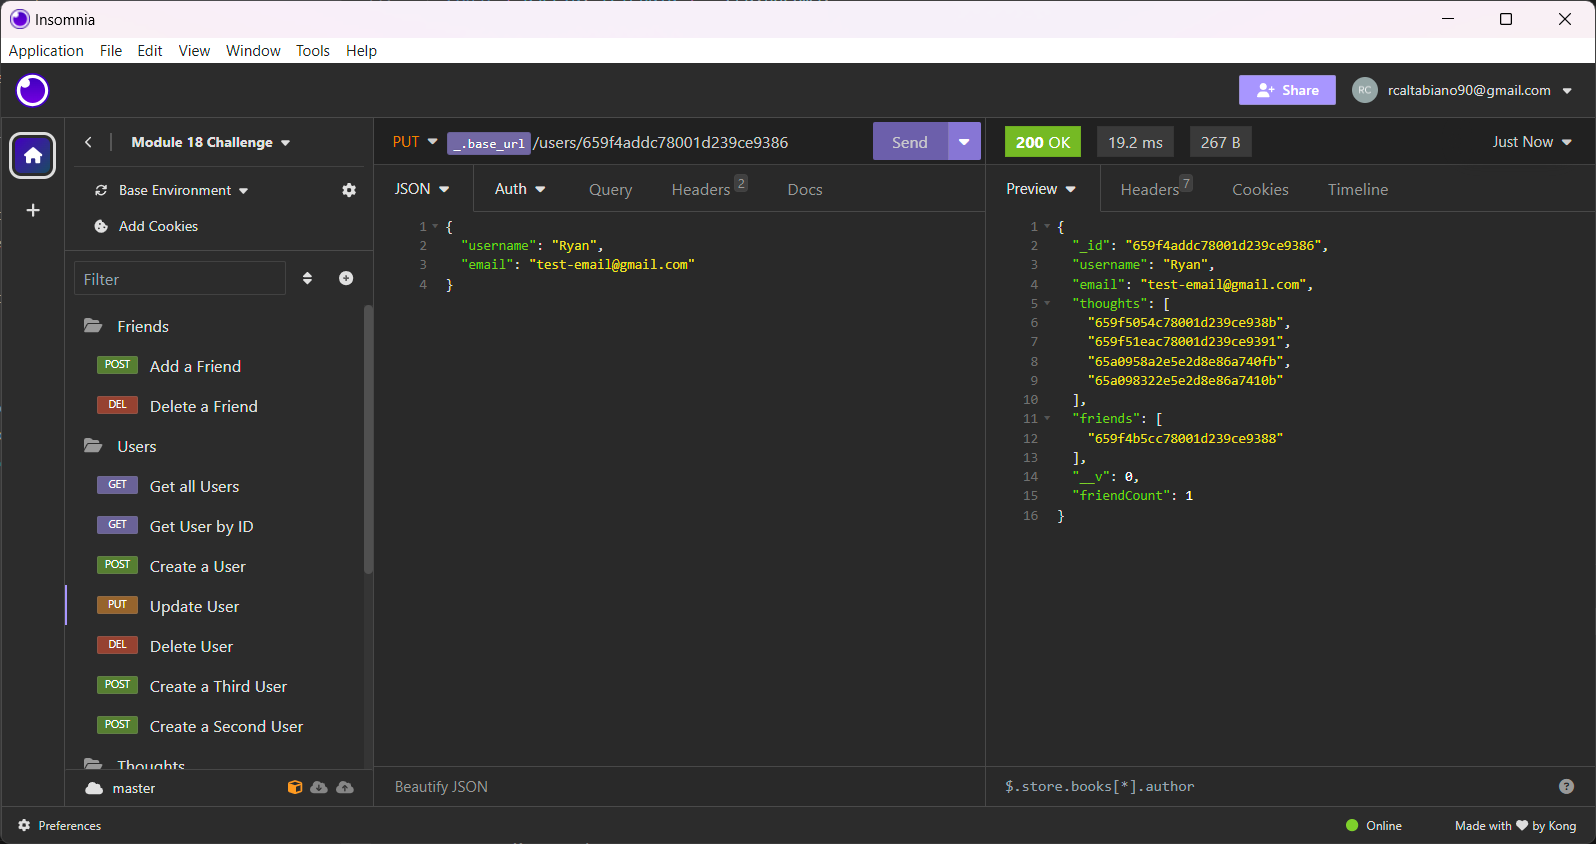 Insomnia
Application File Edit View Window Tools Help
Share
RC rcaltabiano90@gmail.com
Module 18 Challenge
Base Environment
Add Cookies
Filter
Friends
POST Add a Friend
DEL Delete a Friend
Users
GET Get all Users
GET Get User by ID
POST Create a User
PUT Update User
DEL Delete User
POST Create a Third User
POST Create a Second User
Thoughts
master
PUT _.base_url /users/659f4addc78001d239ce9386 Send
JSON Auth Query Headers 2 Docs
1 {
2 "username": "Ryan",
3 "email": "test-email@gmail.com"
4 }
Beautify JSON
200 OK 19.2 ms 267 B Just Now
Preview Headers 7 Cookies Timeline
1 {
2 "_id": "659f4addc78001d239ce9386",
3 "username": "Ryan",
4 "email": "test-email@gmail.com",
5 "thoughts": [
6 "659f5054c78001d239ce938b",
7 "659f51eac78001d239ce9391",
8 "65a0958a2e5e2d8e86a740fb",
9 "65a098322e5e2d8e86a7410b"
10 ],
11 "friends": [
12 "659f4b5cc78001d239ce9388"
13 ],
14 "__v": 0,
15 "friendCount": 1
16 }
$.store.books[*].author ?
Preferences
Online
Made with ♥ by Kong